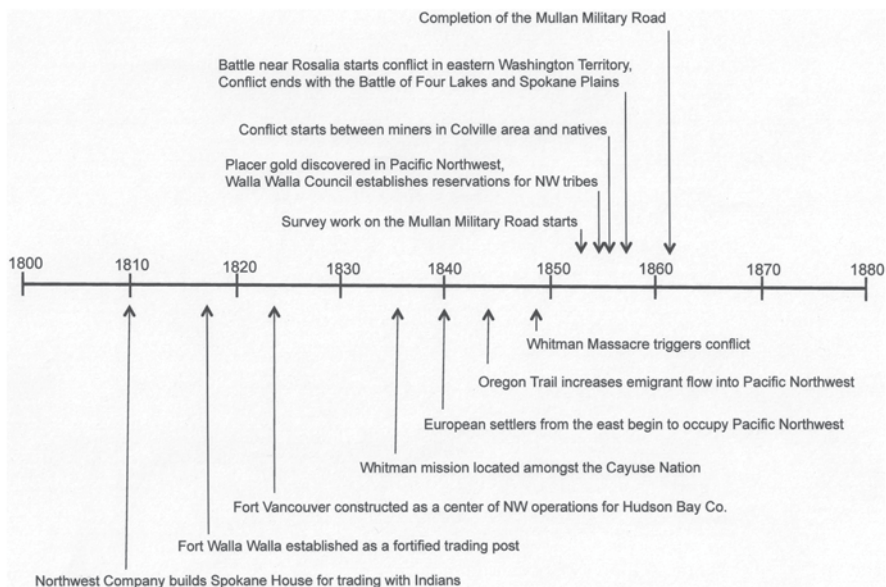 Completion of the Mullan Military Road
Battle near Rosalia starts conflict in eastern Washington Territory,
Conflict ends with the Battle of Four Lakes and Spokane Plains
Conflict starts between miners in Colville area and natives
Placer gold discovered in Pacific Northwest,
Walla Walla Council establishes reservations for NW tribes
Survey work on the Mullan Military Road starts
1800 1810 1820 1830 1840 1850 1860 1870 1880
Whitman Massacre triggers conflict
Oregon Trail increases emigrant flow into Pacific Northwest
European settlers from the east begin to occupy Pacific Northwest
Whitman mission located amongst the Cayuse Nation
Fort Vancouver constructed as a center of NW operations for Hudson Bay Co.
Fort Walla Walla established as a fortified trading post
Northwest Company builds Spokane House for trading with Indians